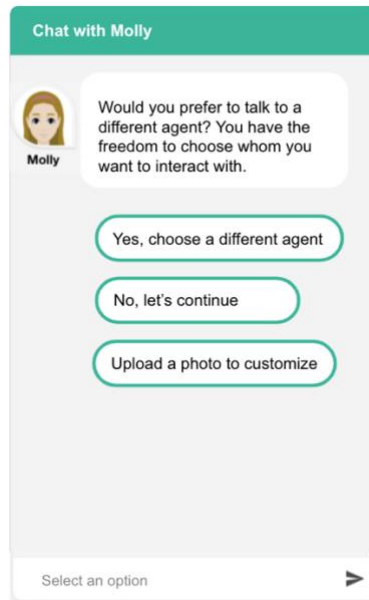 Chat with Molly
Would you prefer to talk to a
different agent? You have the
freedom to choose whom you
want to interact with.
Molly
Yes, choose a different agent
No, let's continue
Upload a photo to customize
Select an option